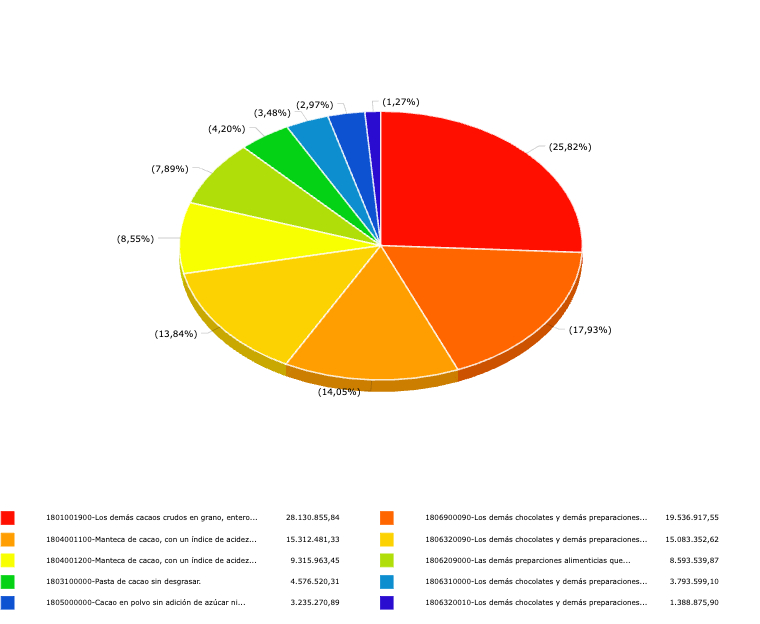 (1,27%)
(2,97%)
(3,48%)
(4,20%)
(25,82%)
(7,89%)
(8,55%)
(17,93%)
(13,84%)
(14,05%)
1801001900-Los demás cacaos crudos en grano, entero... 28.130.855,84 1806900090-Los demás chocolates y demás preparaciones... 19.536.917,55
1804001100-Manteca de cacao, con un índice de acidez... 15.312.481,33 1806320090-Los demás chocolates y demás preparaciones... 15.083.352,62
1804001200-Manteca de cacao, con un índice de acidez... 9.315.963,45 1806209000-Las demás preparciones alimenticias que... 8.593.539,87
1803100000-Pasta de cacao sin desgrasar. 4.576.520,31 1806310000-Los demás chocolates y demás preparaciones... 3.793.599,10
1805000000-Cacao en polvo sin adición de azúcar ni... 3.235.270,89 1806320010-Los demás chocolates y demás preparaciones... 1.388.875,90